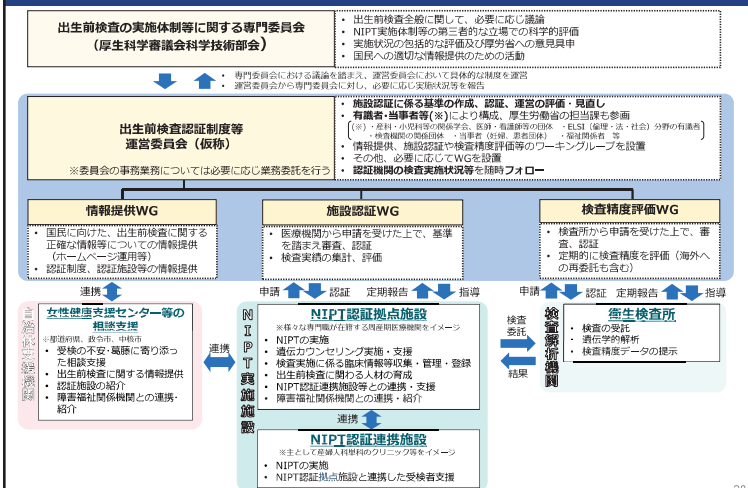 出生前検査の実施体制等に関する専門委員会
（厚生科学審議会科学技術部会）
• 出生前検査全般に関して、必要に応じ議論
• NIPT実施体制等の第三者的な立場での科学的評価
• 実施状況の包括的な評価及び厚労省への意見具申
• 国民への適切な情報提供のための活動
• 専門委員会における議論を踏まえ、運営委員会において具体的な制度を運営
• 運営委員会から専門委員会に対し、必要に応じ実施状況等を報告
出生前検査認証制度等
運営委員会（仮称）
※委員会の事務業務については必要に応じ業務委託を行う
• 施設認証に係る基準の作成、認証、運営の評価・見直し
• 有識者・当事者等(※)により構成、厚生労働省の担当課も参画
(※)・産科・小児科等の関係学会、医師・看護師等の団体 ・ELSI（倫理・法・社会）分野の有識者
・検査機関の関係団体 ・当事者（妊婦、患者団体） ・福祉関係者 等
• 情報提供、施設認証や検査精度評価等のワーキンググループを設置
• その他、必要に応じてWGを設置
• 認証機関の検査実施状況等を随時フォロー
情報提供WG
• 国民に向けた、出生前検査に関する
正確な情報等についての情報提供
（ホームページ運用等）
• 認証制度、認証施設等の情報提供
施設認証WG
• 医療機関から申請を受けた上で、基準
を踏まえ審査、認証
• 検査実績の集計、評価
検査精度評価WG
• 検査所から申請を受けた上で、審
査、認証
• 定期的に検査精度を評価（海外へ
の再委託も含む）
連携
申請 認証 定期報告 指導
申請 認証 定期報告 指導
女性健康支援センター等の
相談支援
※都道府県、政令市、中核市
• 受検の不安・葛藤に寄り添っ
た相談支援
• 出生前検査に関する情報提供
• 認証施設の紹介
• 障害福祉関係機関との連携・
紹介
連携
NIPT実施施設
NIPT認証拠点施設
※様々な専門職が在籍する周産期医療機関をイメージ
• NIPTの実施
• 遺伝カウンセリング実施・支援
• 検査実施に係る臨床情報等収集・管理・登録
• 出生前検査に関わる人材の育成
• NIPT認証連携施設等との連携・支援
• 障害福祉関係機関との連携・紹介
連携
NIPT認証連携施設
※主として産婦人科単科のクリニック等をイメージ
• NIPTの実施
• NIPT認証拠点施設と連携した受検者支援
検査
委託
結果
検査解析機関
衛生検査所
• 検査の受託
• 遺伝学的解析
• 検査精度データの提示